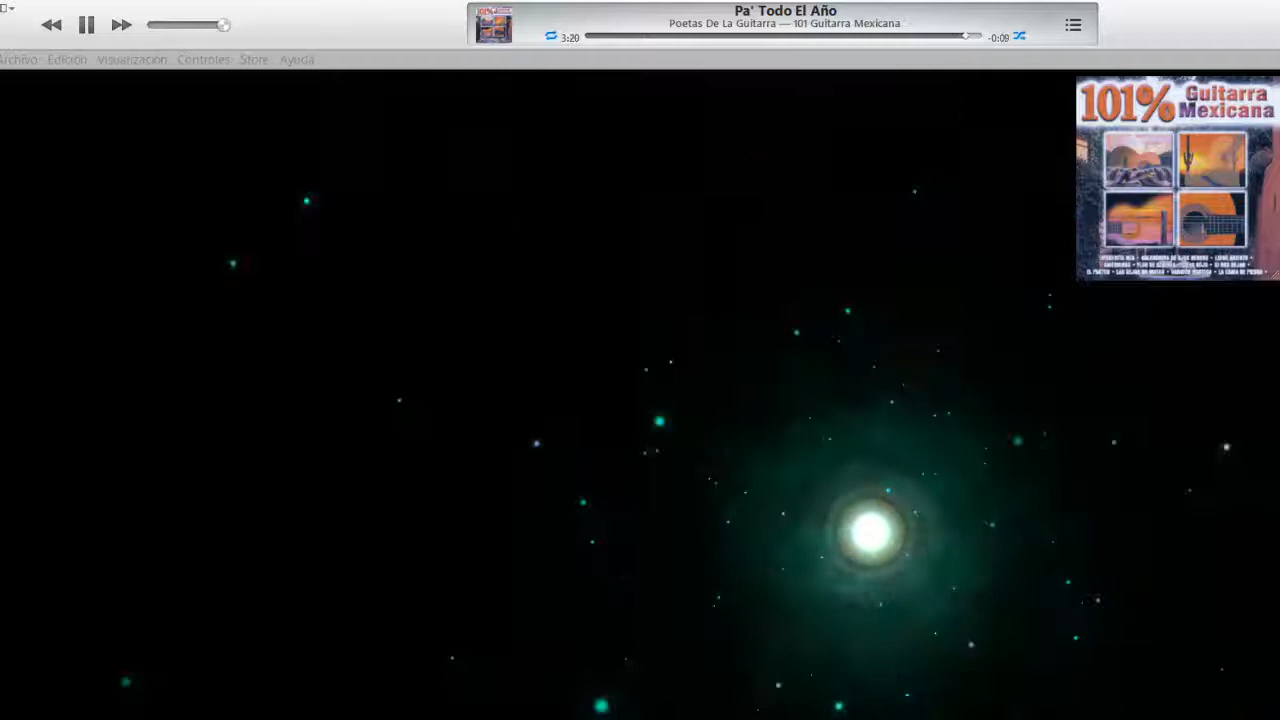 Pa' Todo El Año
Poetas De La Guitarra — 101 Guitarra Mexicana
3:20
-0:09
Archivo Edición Visualización Controles Store Ayuda
101% Guitarra Mexicana